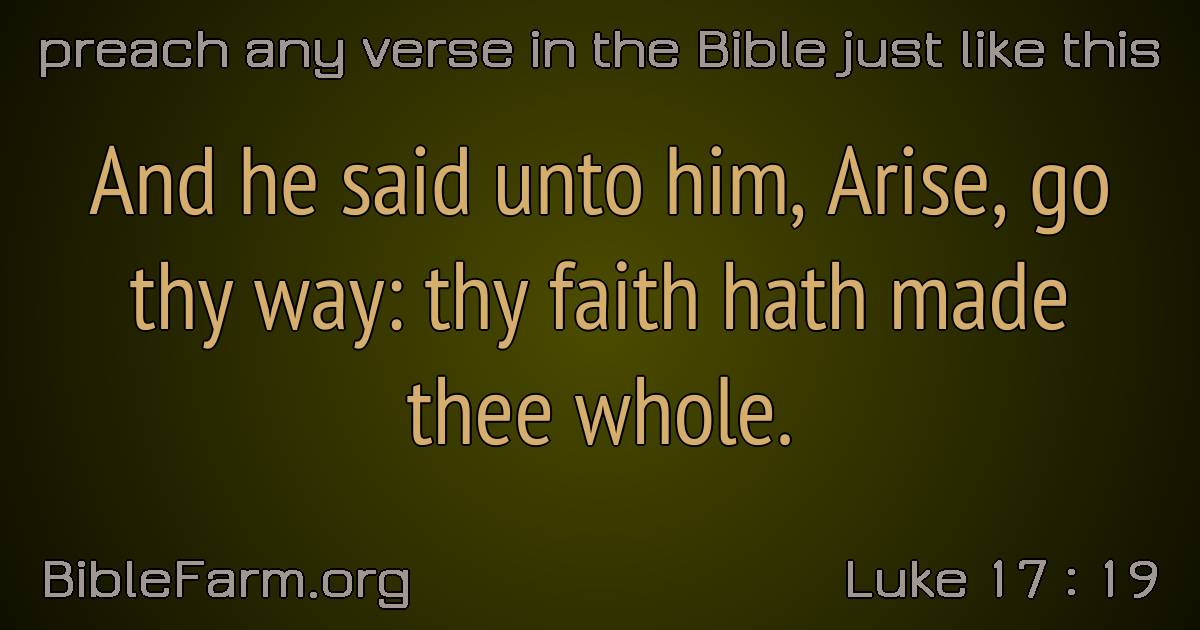 preach any verse in the Bible just like this
And he said unto him, Arise, go
thy way: thy faith hath made
thee whole.
BibleFarm.org
Luke 17 : 19